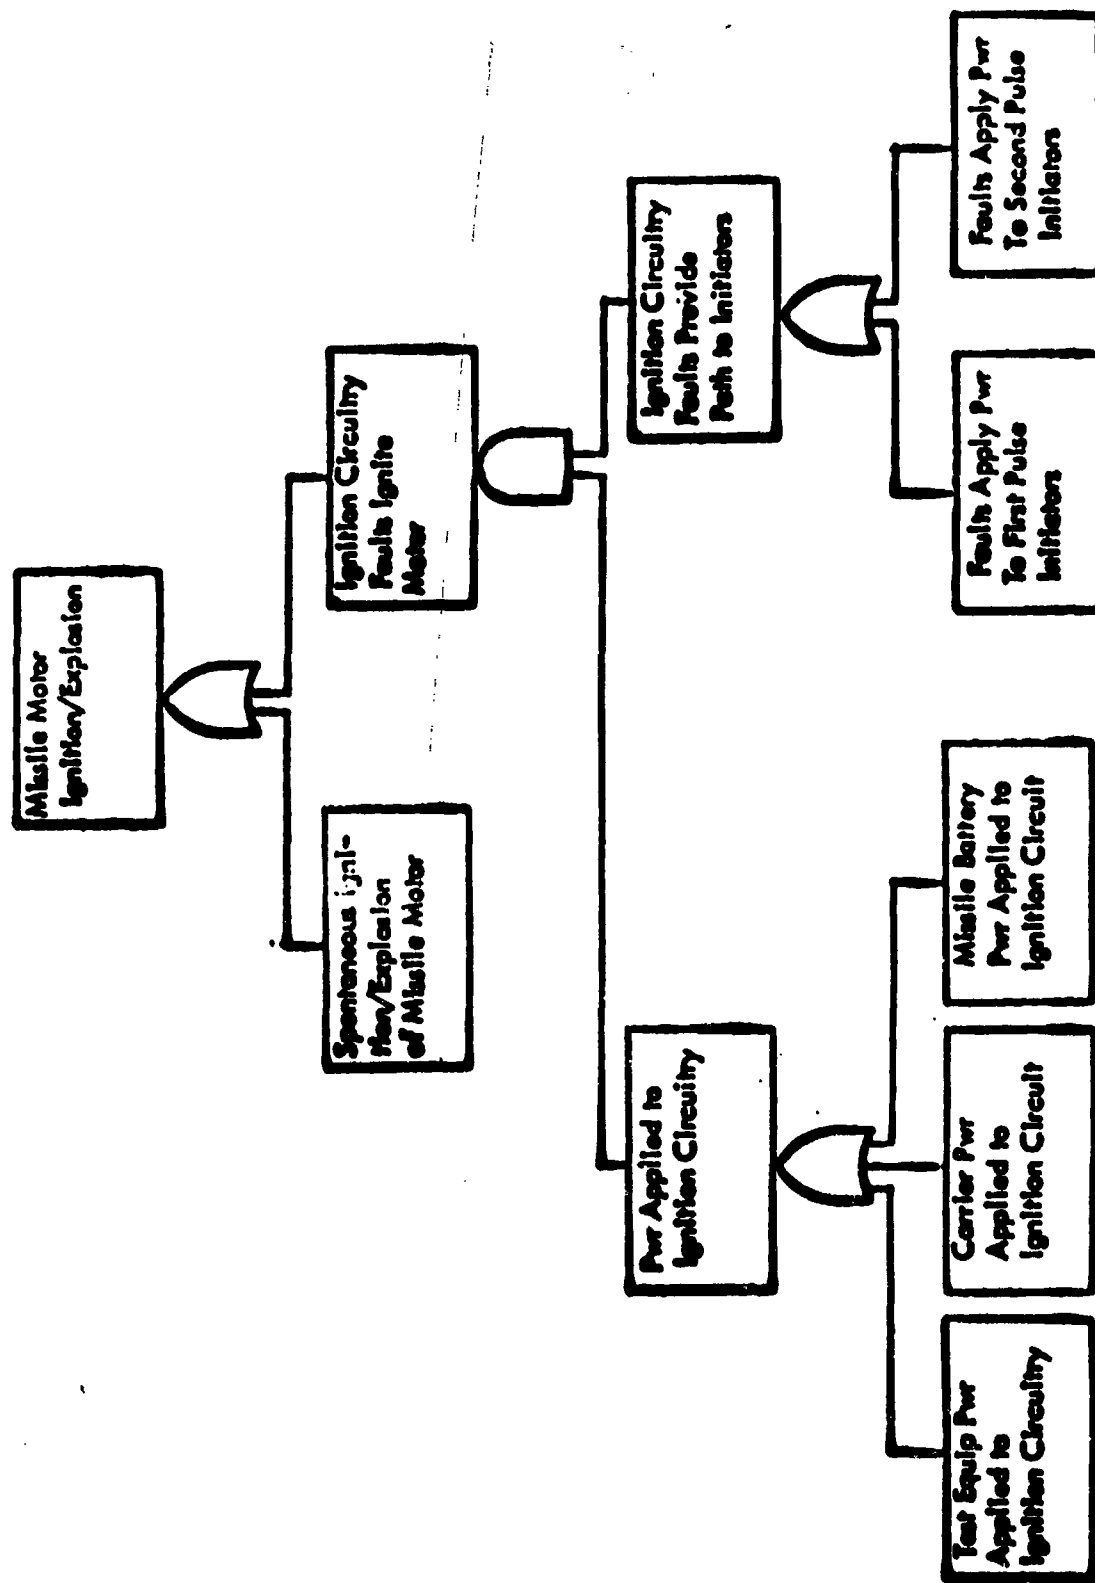 Missile Motor
Ignition/Explosion
Spontaneous Igni-
tion/Explosion
of Missile Motor
Ignition Circuitry
Faults Ignite
Motor
Pwr Applied to
Ignition Circuitry
Ignition Circuitry
Faults Provide
Path to Initiators
Test Equip Pwr
Applied to
Ignition Circuitry
Carrier Pwr
Applied to
Ignition Circuit
Missile Battery
Pwr Applied to
Ignition Circuit
Faults Apply Pwr
To First Pulse
Initiators
Faults Apply Pwr
To Second Pulse
Initiators